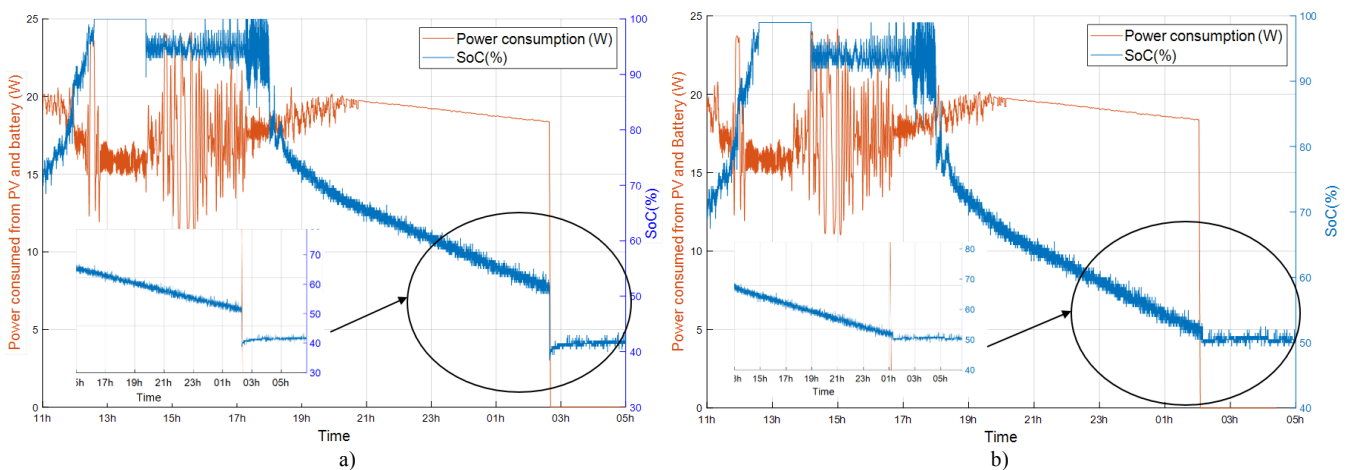 a)
Power consumption (W)
SoC(%)
Power consumed from PV and battery (W)
25
20
15
10
5
0
100
90
80
70
60
50
40
30
SoC(%)
11h 13h 15h 17h 19h 21h 23h 01h 03h 05h
Time
70
60
50
40
30
5h 17h 19h 21h 23h 01h 03h 05h
Time
b)
Power consumption (W)
SoC(%)
Power consumed from PV and Battery (W)
25
20
15
10
5
0
100
90
80
70
60
50
40
SoC(%)
11h 13h 15h 17h 19h 21h 23h 01h 03h 05h
Time
80
70
60
50
40
13h 15h 17h 19h 21h 23h 01h 03h 05h
Time